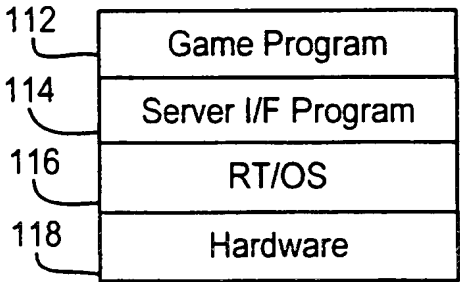 112 Game Program
114 Server I/F Program
116 RT/OS
118 Hardware